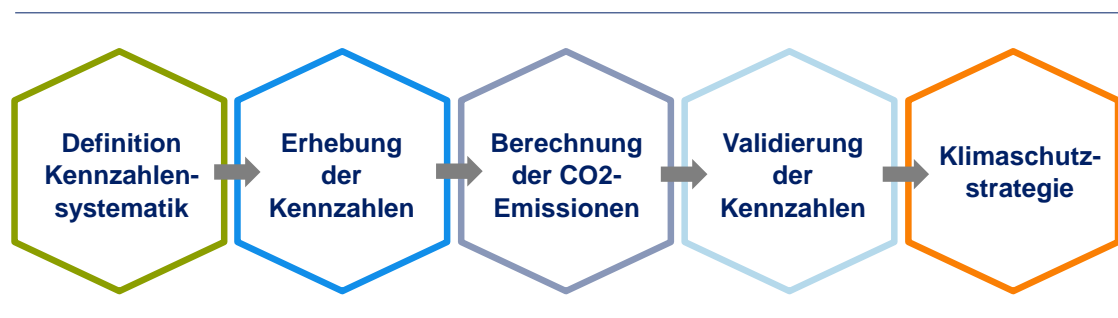 Definition
Kennzahlen-
systematik
Erhebung
der
Kennzahlen
Berechnung
der CO2-
Emissionen
Validierung
der
Kennzahlen
Klimaschutz-
strategie